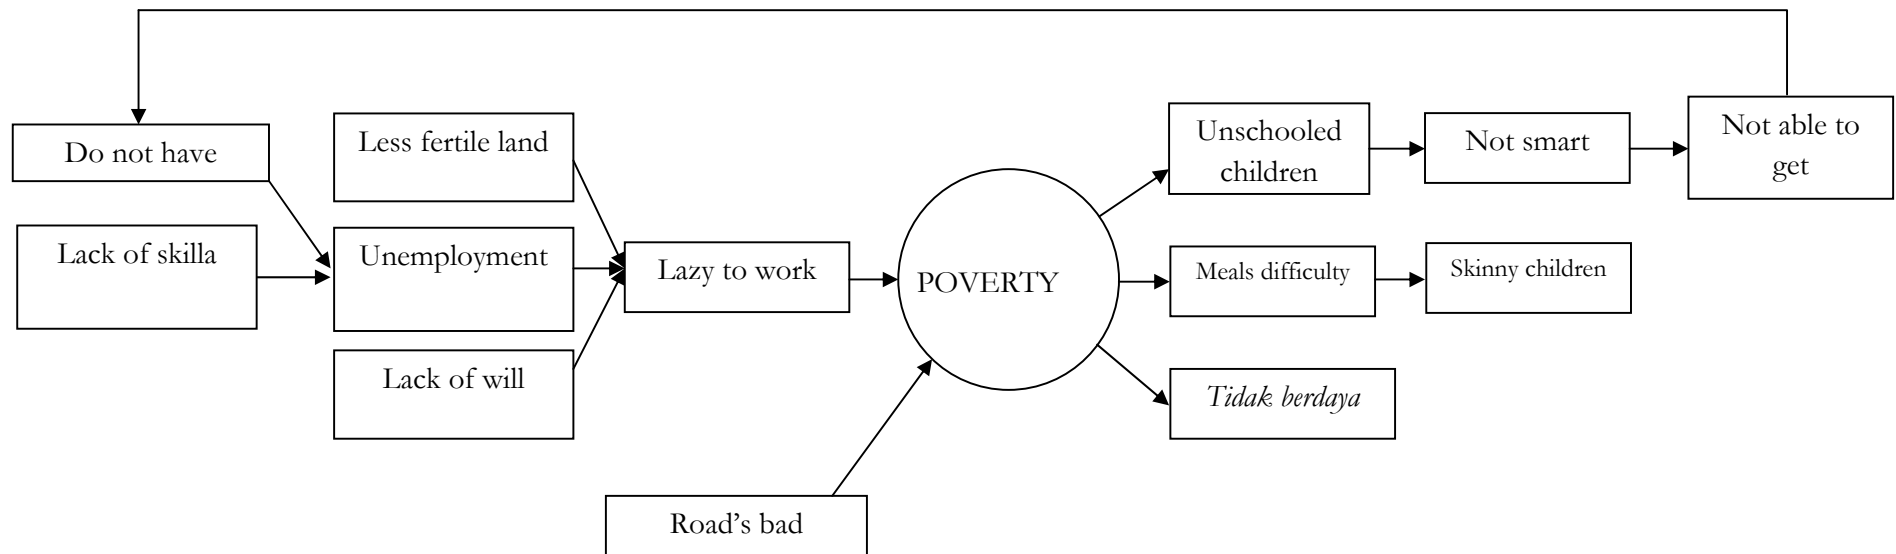 Do not have
Lack of skilla
Less fertile land
Unemployment
Lack of will
Lazy to work
Road's bad
POVERTY
Unschooled
children
Not smart
Not able to
get
Meals difficulty
Skinny children
Tidak berdaya